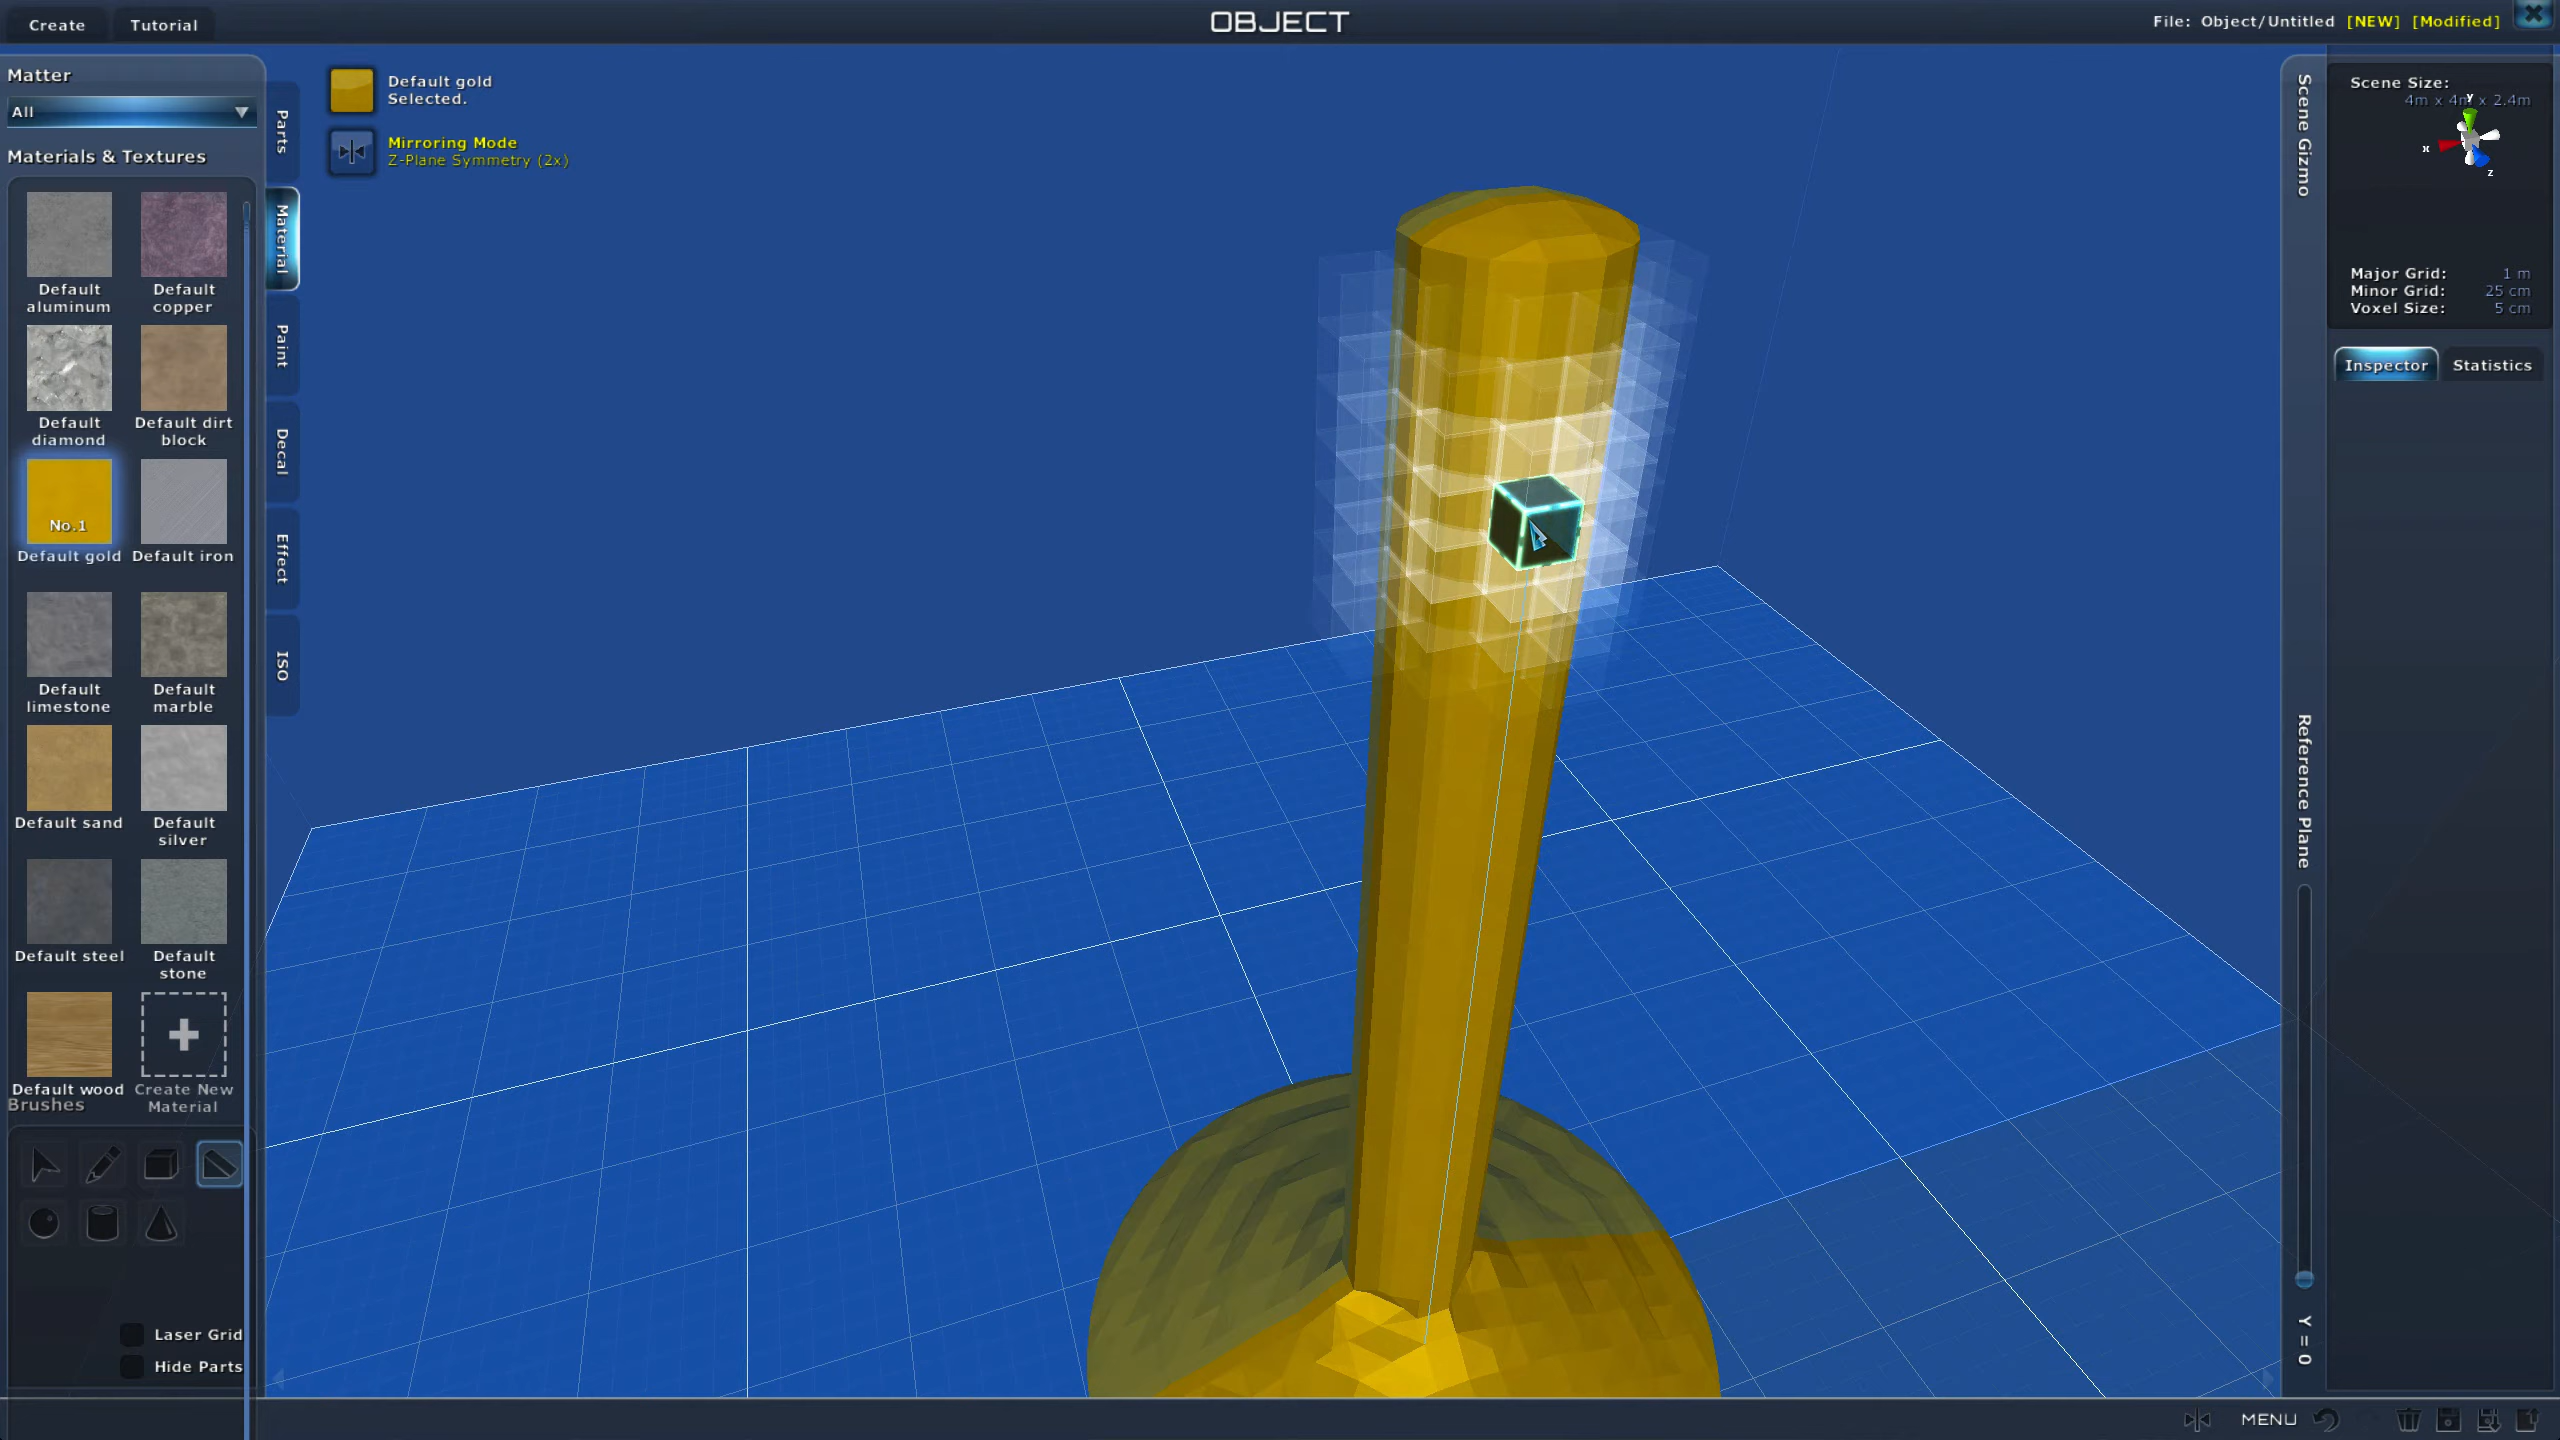 Create
Tutorial
OBJECT
File: Object/Untitled [NEW] [Modified]
Matter
All
Materials & Textures
Default aluminum
Default copper
Default diamond
Default dirt block
No.1
Default gold
Default iron
Default limestone
Default marble
Default sand
Default silver
Default steel
Default stone
Default wood
Create New Material
Brushes
Laser Grid
Hide Parts
Parts
Material
Paint
Decal
Effect
ISO
Default gold
Selected.
Mirroring Mode
Z-Plane Symmetry (2x)
Scene Gizmo
Reference Plane
Y = 0
Scene Size:
4m x 4m x 2.4m
y
x
z
Major Grid: 1 m
Minor Grid: 25 cm
Voxel Size: 5 cm
Inspector
Statistics
MENU